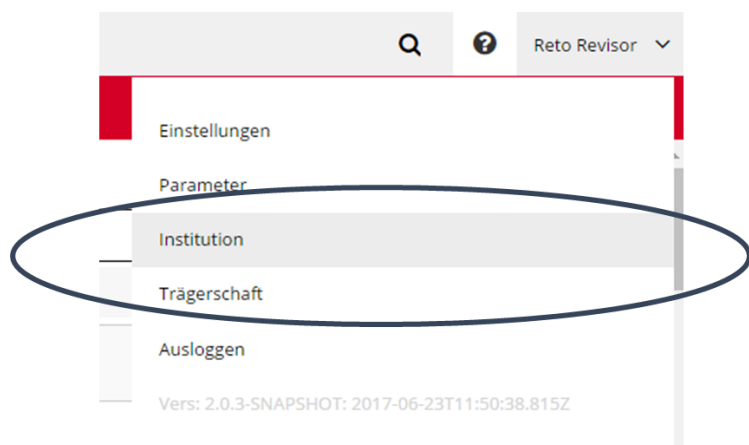 Reto Revisor
Einstellungen
Parameter
Institution
Trägerschaft
Ausloggen
Vers: 2.0.3-SNAPSHOT: 2017-06-23T11:50:38.815Z